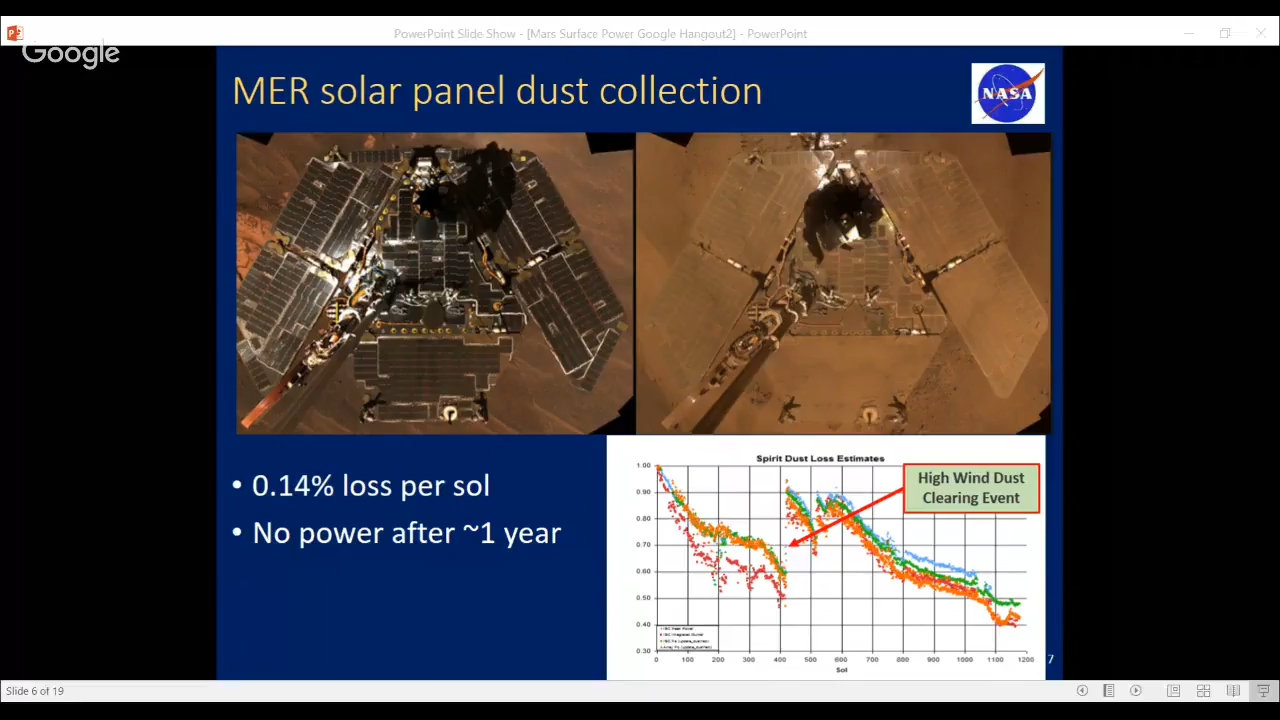 PowerPoint Slide Show - [Mars Surface Power Google Hangout2] - PowerPoint
Google
MER solar panel dust collection
NASA
• 0.14% loss per sol
• No power after ~1 year
Spirit Dust Loss Estimates
High Wind Dust
Clearing Event
1.00
0.90
0.80
0.70
0.60
0.50
0.40
0.30
0 100 200 300 400 500 600 700 800 900 1000 1100 1200
Sol
7
Slide 6 of 19